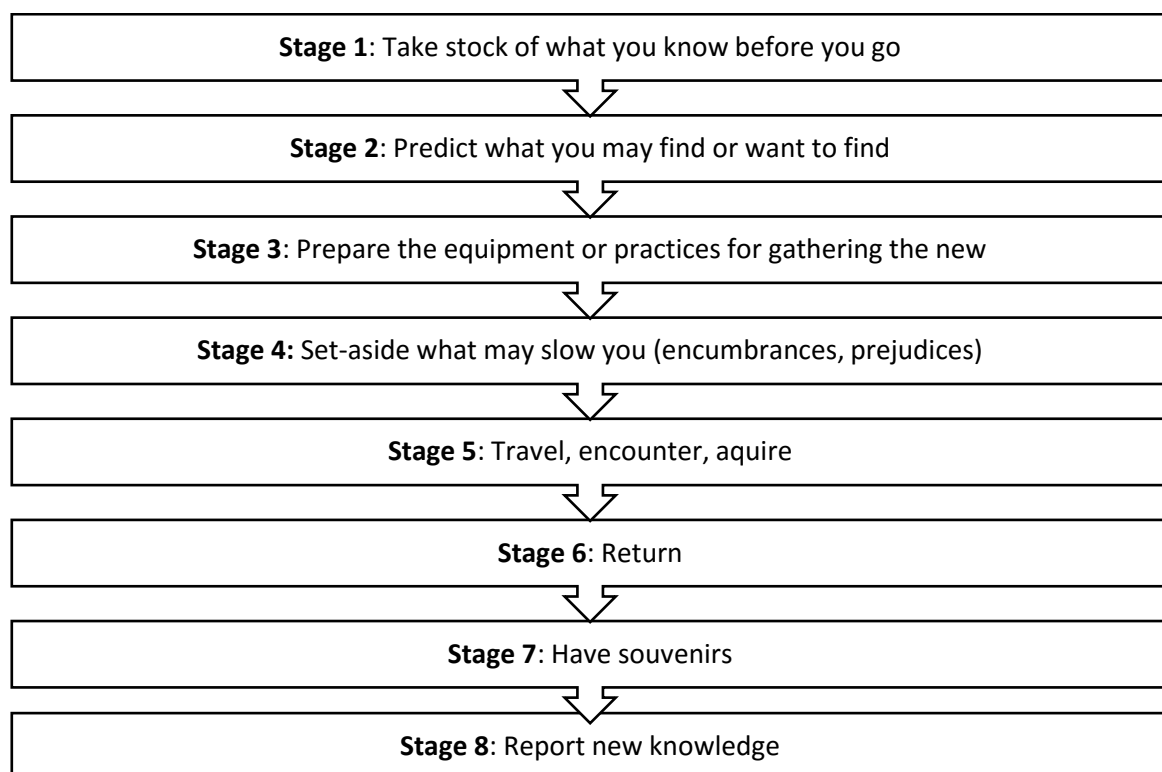 Stage 1: Take stock of what you know before you go
Stage 2: Predict what you may find or want to find
Stage 3: Prepare the equipment or practices for gathering the new
Stage 4: Set-aside what may slow you (encumbrances, prejudices)
Stage 5: Travel, encounter, aquire
Stage 6: Return
Stage 7: Have souvenirs
Stage 8: Report new knowledge